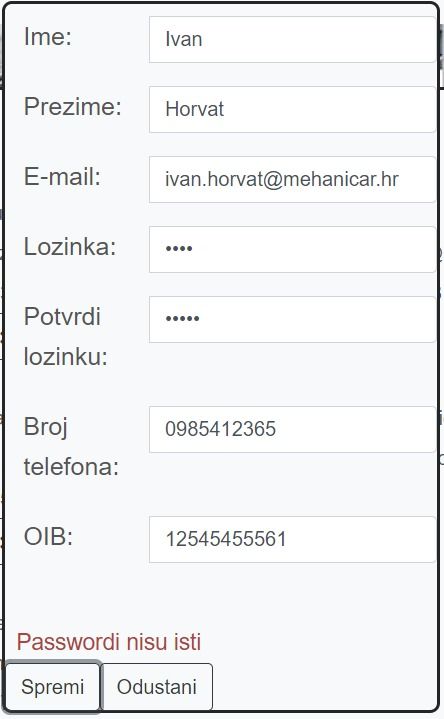 Ime: Ivan
Prezime: Horvat
E-mail: ivan.horvat@mehanicar.hr
Lozinka: ••••
Potvrdi •••••
lozinku:
Broj 0985412365
telefona:
OIB: 12545455561
Passwordi nisu isti
Spremi Odustani